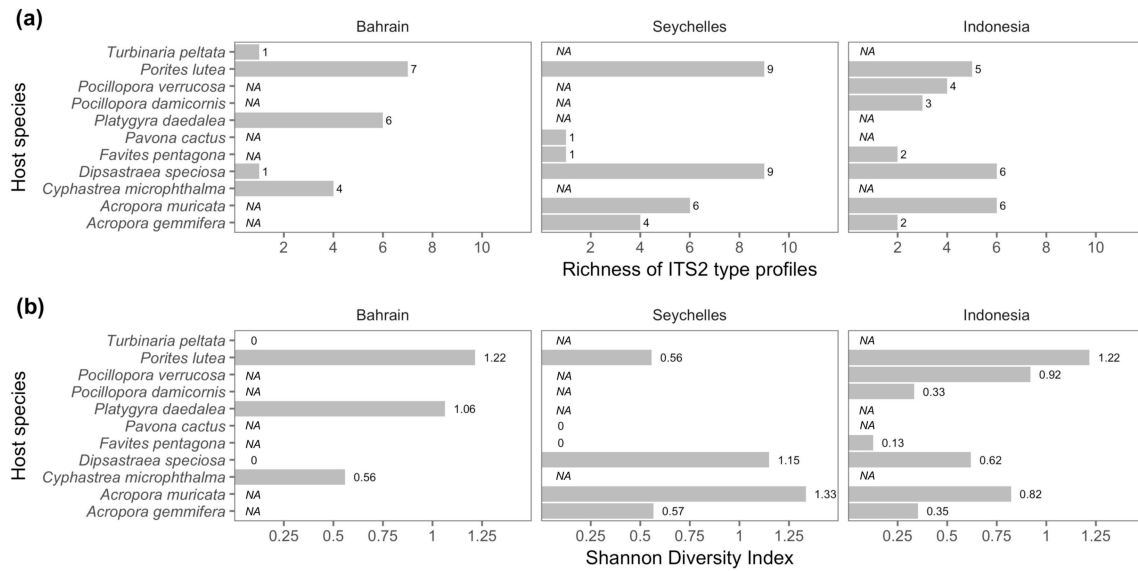 (a)
Bahrain Seychelles Indonesia
Host species
Turbinaria peltata 1 NA NA
Porites lutea 7 9 5
Pocillopora verrucosa NA NA 4
Pocillopora damicornis NA NA 3
Platygyra daedalea 6 NA NA
Pavona cactus NA 1 NA
Favites pentagona NA 1 2
Dipsastraea speciosa 1 9 6
Cyphastrea microphthalma 4 NA NA
Acropora muricata NA 6 6
Acropora gemmifera NA 4 2
2 4 6 8 10 2 4 6 8 10 2 4 6 8 10
Richness of ITS2 type profiles
(b)
Bahrain Seychelles Indonesia
Host species
Turbinaria peltata 0 NA NA
Porites lutea 1.22 0.56 1.22
Pocillopora verrucosa NA NA 0.92
Pocillopora damicornis NA NA 0.33
Platygyra daedalea 1.06 NA NA
Pavona cactus NA 0 NA
Favites pentagona NA 0 0.13
Dipsastraea speciosa 0 1.15 0.62
Cyphastrea microphthalma 0.56 NA NA
Acropora muricata NA 1.33 0.82
Acropora gemmifera NA 0.57 0.35
0.25 0.50 0.75 1 1.25 0.25 0.50 0.75 1 1.25 0.25 0.50 0.75 1 1.25
Shannon Diversity Index